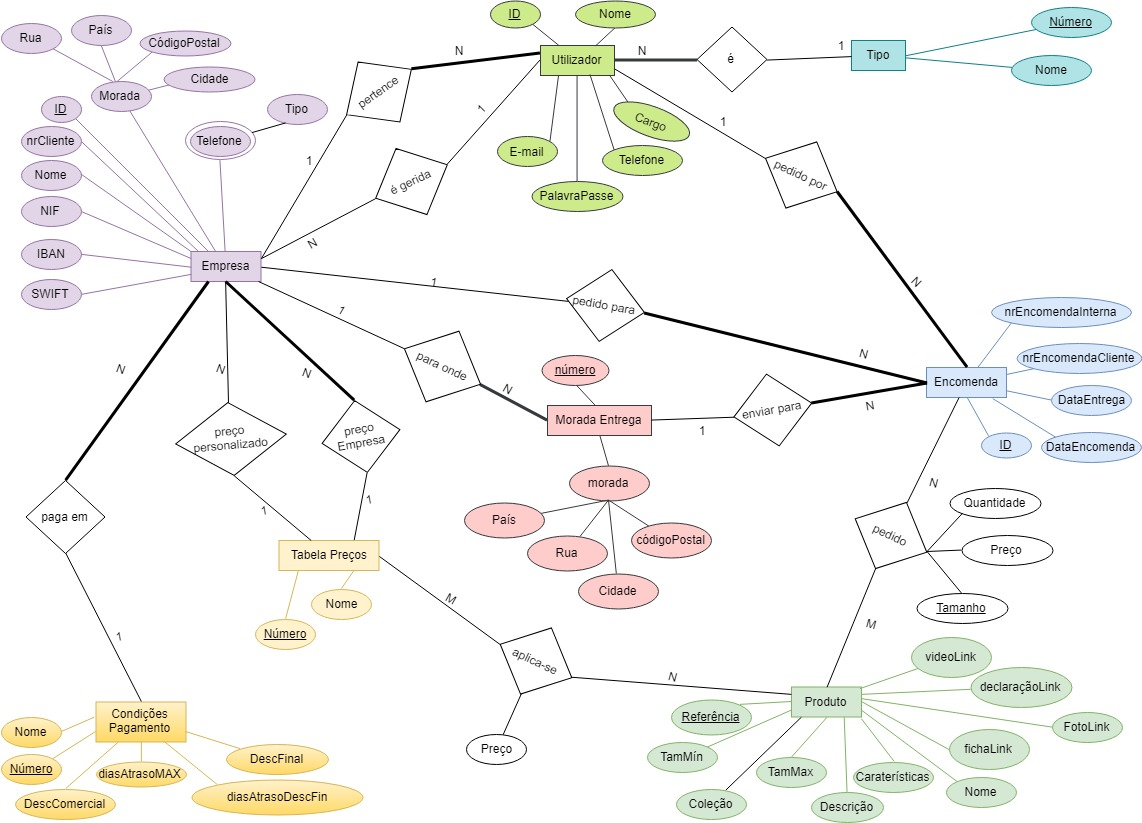 ID
Nome
Rua
País
CódigoPostal
Cidade
Morada
N
Utilizador
N
é
1
Tipo
Número
Nome
pertence
ID
Telefone
Tipo
nrCliente
Nome
NIF
IBAN
SWIFT
1
é gerida
1
N
E-mail
Cargo
Telefone
PalavraPasse
1
pedido por
N
Empresa
1
pedido para
N
1
para onde
N
número
Morada Entrega
1
enviar para
N
Encomenda
nrEncomendaInterna
nrEncomendaCliente
DataEntrega
DataEncomenda
ID
N
N
N
preço
personalizado
preço
Empresa
1
1
paga em
1
Tabela Preços
Nome
Número
morada
País
Rua
códigoPostal
Cidade
N
pedido
Quantidade
Preço
Tamanho
M
M
aplica-se
N
Preço
Condições
Pagamento
Nome
Número
DescComercial
diasAtrasoMAX
DescFinal
diasAtrasoDescFin
Produto
Referência
TamMín
Coleção
TamMax
Descrição
Caraterísticas
Nome
fichaLink
FotoLink
declaraçãoLink
videoLink